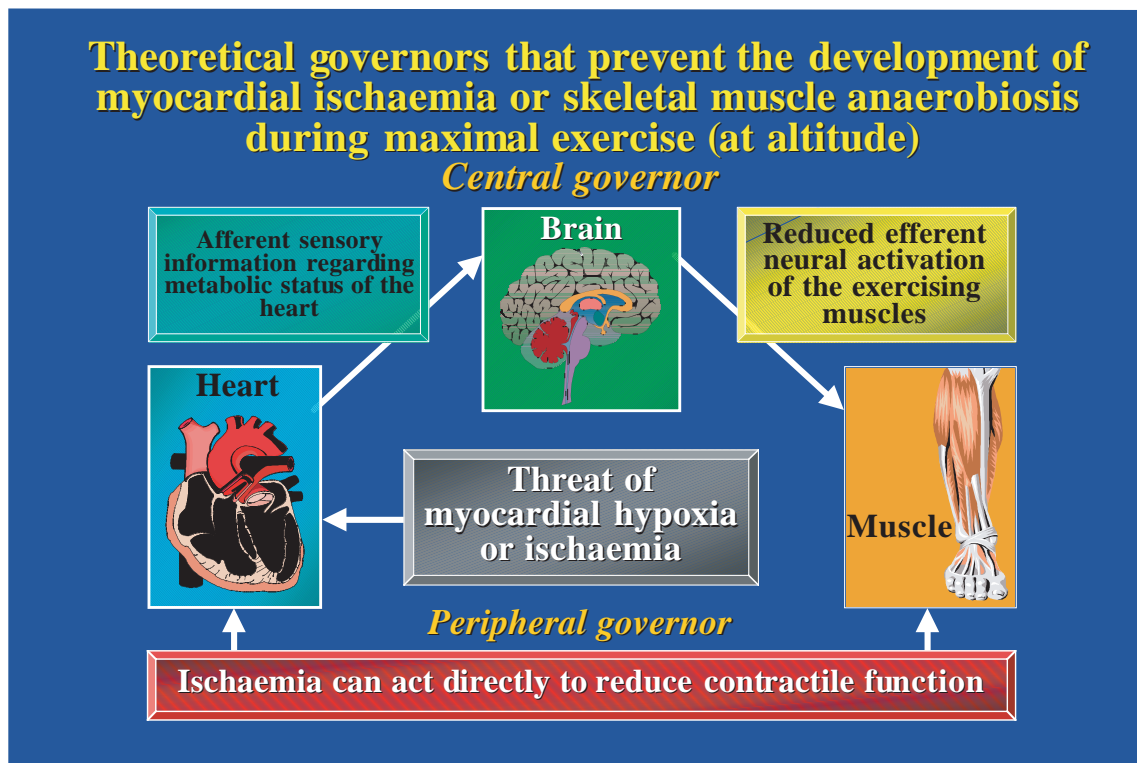 Theoretical governors that prevent the development of
myocardial ischaemia or skeletal muscle anaerobiosis
during maximal exercise (at altitude)
Central governor
Afferent sensory
information regarding
metabolic status of the
heart
Brain
Reduced efferent
neural activation
of the exercising
muscles
Heart
Threat of
myocardial hypoxia
or ischaemia
Muscle
Peripheral governor
Ischaemia can act directly to reduce contractile function